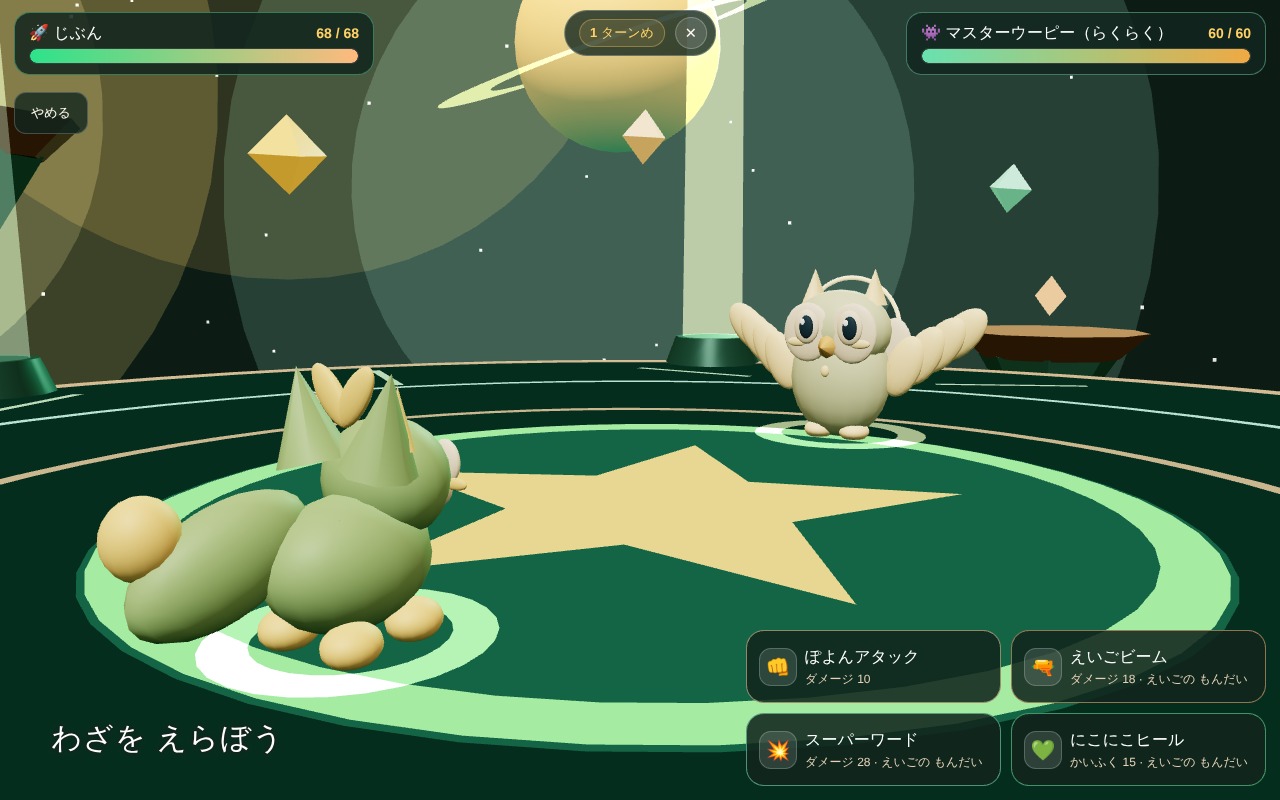 🚀 じぶん 68 / 68
1 ターンめ ✕
👾 マスターウーピー（らくらく） 60 / 60
やめる
わざを えらぼう
👊 ぽよんアタック
ダメージ 10
🔫 えいごビーム
ダメージ 18 · えいごの もんだい
💥 スーパーワード
ダメージ 28 · えいごの もんだい
💚 にこにこヒール
かいふく 15 · えいごの もんだい